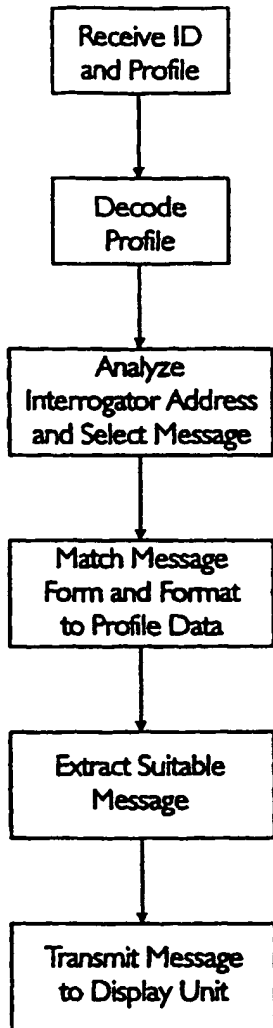 Receive ID
and Profile
Decode
Profile
Analyze
Interrogator Address
and Select Message
Match Message
Form and Format
to Profile Data
Extract Suitable
Message
Transmit Message
to Display Unit